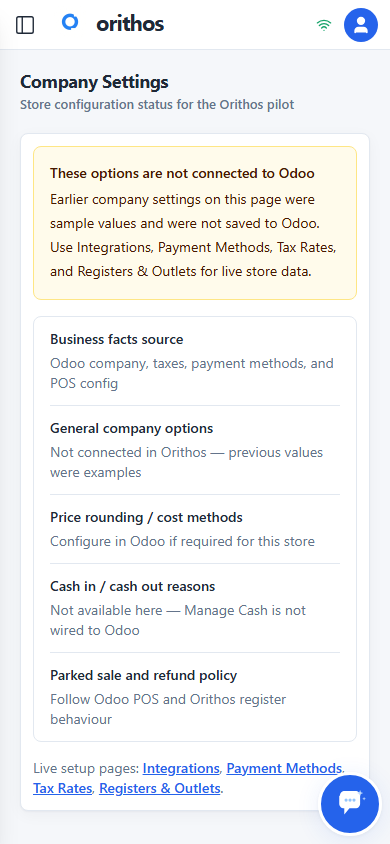 orithos
Company Settings
Store configuration status for the Orithos pilot
These options are not connected to Odoo
Earlier company settings on this page were
sample values and were not saved to Odoo.
Use Integrations, Payment Methods, Tax Rates,
and Registers & Outlets for live store data.
Business facts source
Odoo company, taxes, payment methods, and
POS config
General company options
Not connected in Orithos — previous values
were examples
Price rounding / cost methods
Configure in Odoo if required for this store
Cash in / cash out reasons
Not available here — Manage Cash is not
wired to Odoo
Parked sale and refund policy
Follow Odoo POS and Orithos register
behaviour
Live setup pages: Integrations, Payment Methods,
Tax Rates, Registers & Outlets.